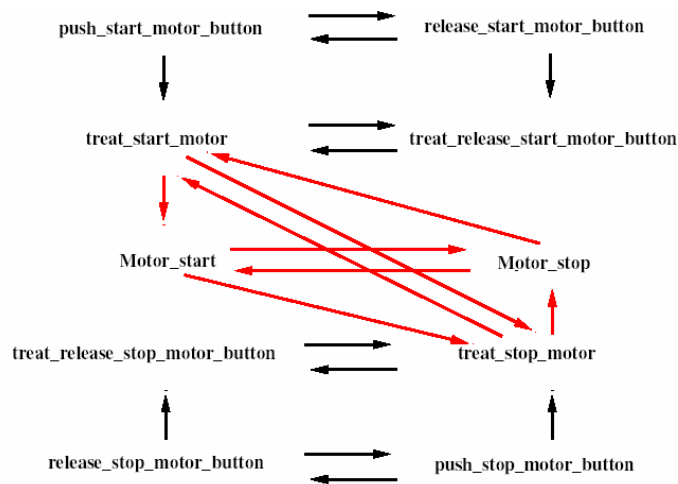 push_start_motor_button
release_start_motor_button
treat_start_motor
treat_release_start_motor_button
Motor_start
Motor_stop
treat_release_stop_motor_button
treat_stop_motor
release_stop_motor_button
push_stop_motor_button